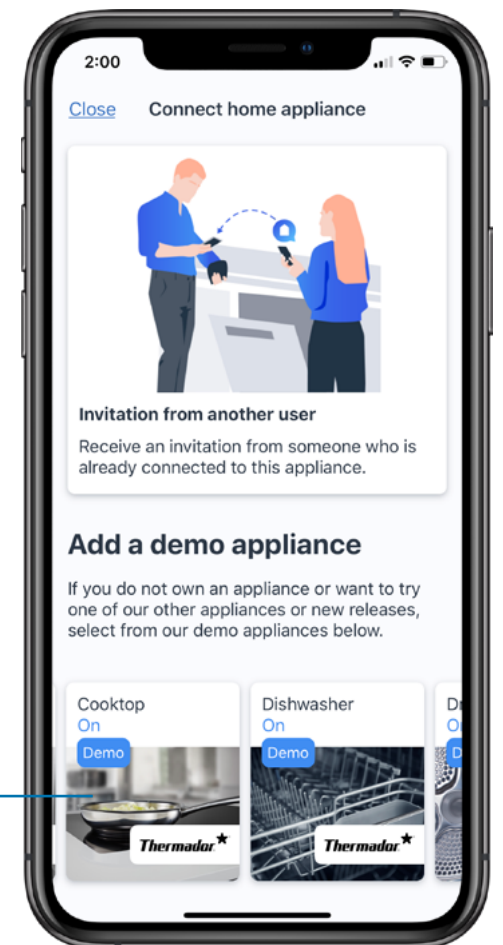 2:00
Close Connect home appliance
Invitation from another user
Receive an invitation from someone who is
already connected to this appliance.
Add a demo appliance
If you do not own an appliance or want to try
one of our other appliances or new releases,
select from our demo appliances below.
Cooktop
On
Demo
Thermador
Dishwasher
On
Demo
Thermador